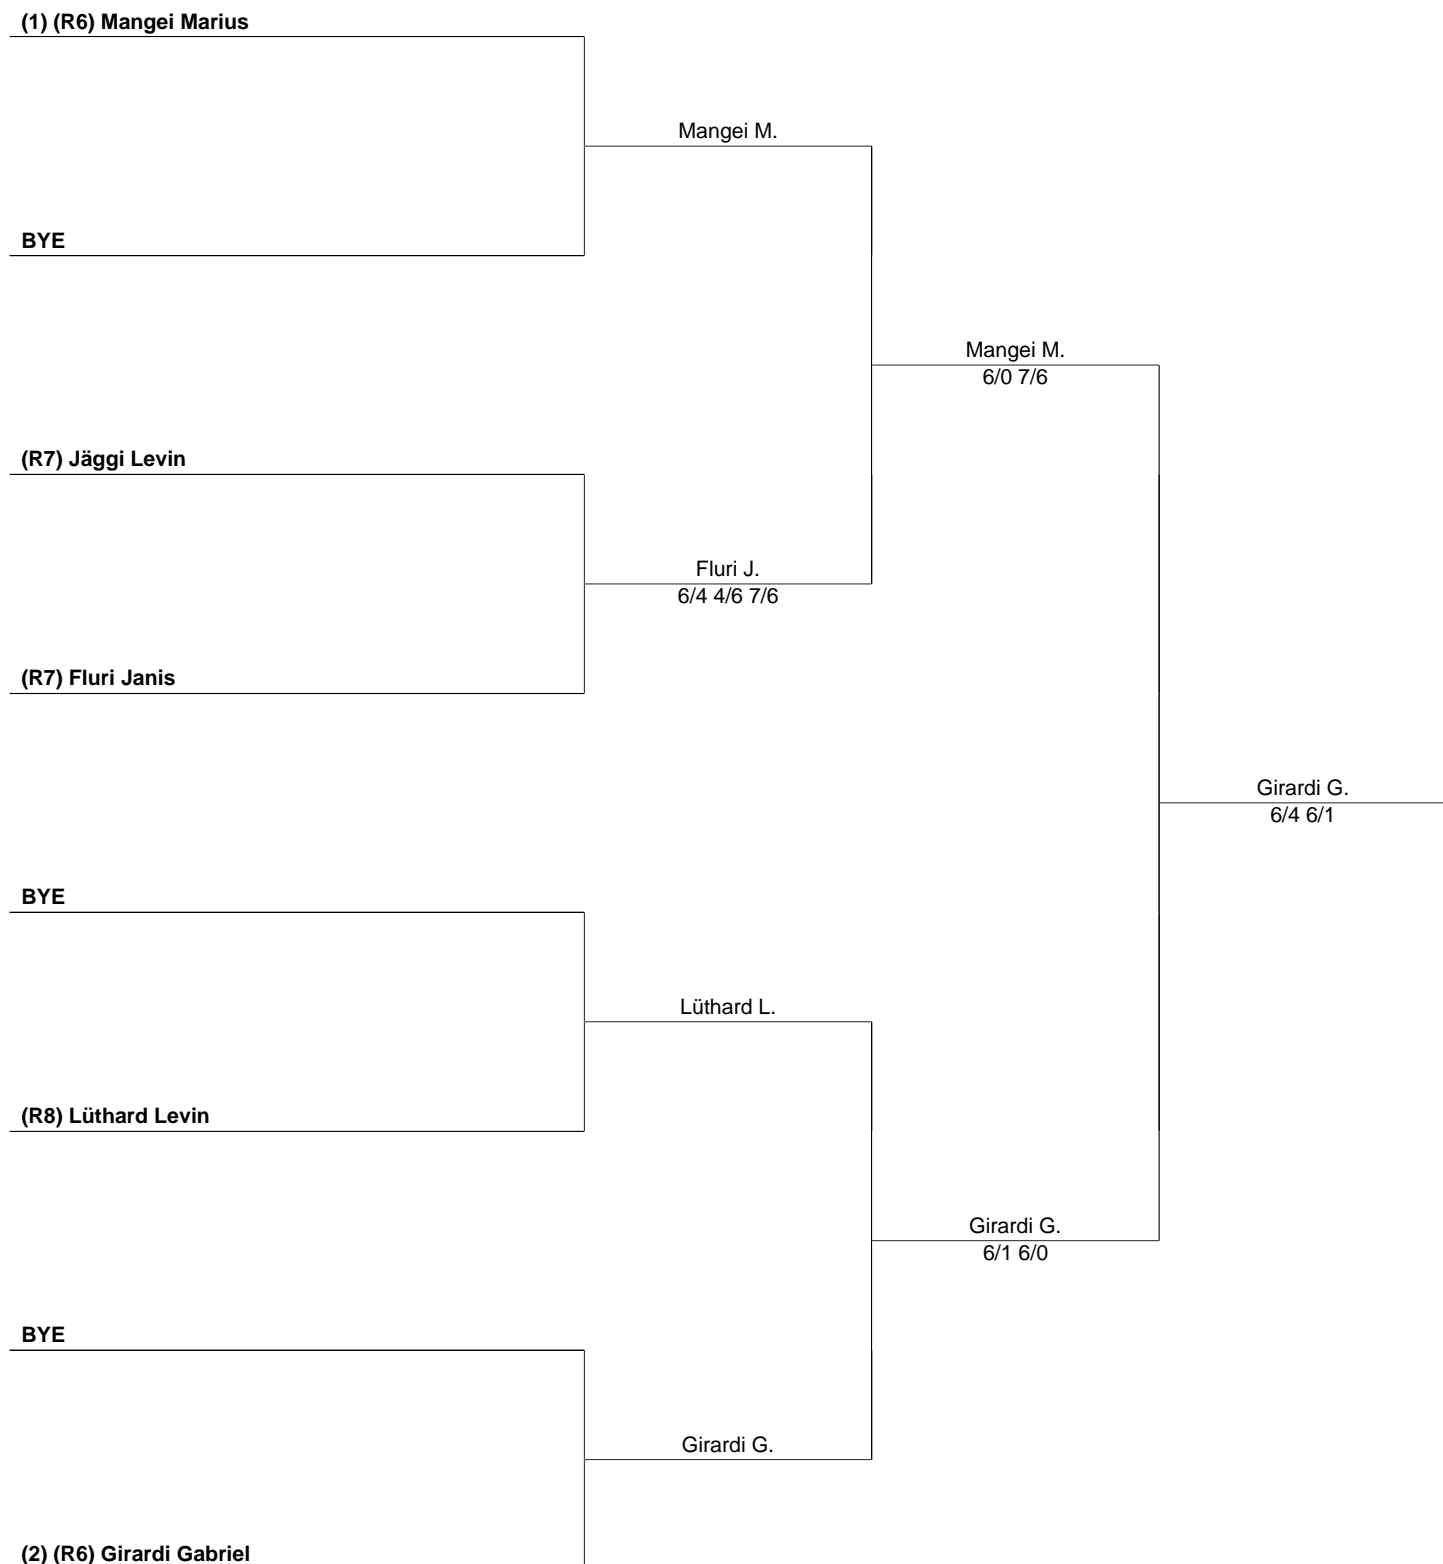 (1) (R6) Mangei Marius
Mangei M.
BYE
Mangei M.
6/0 7/6
(R7) Jäggi Levin
Fluri J.
6/4 4/6 7/6
(R7) Fluri Janis
Girardi G.
6/4 6/1
BYE
Lüthard L.
(R8) Lüthard Levin
Girardi G.
6/1 6/0
BYE
Girardi G.
(2) (R6) Girardi Gabriel